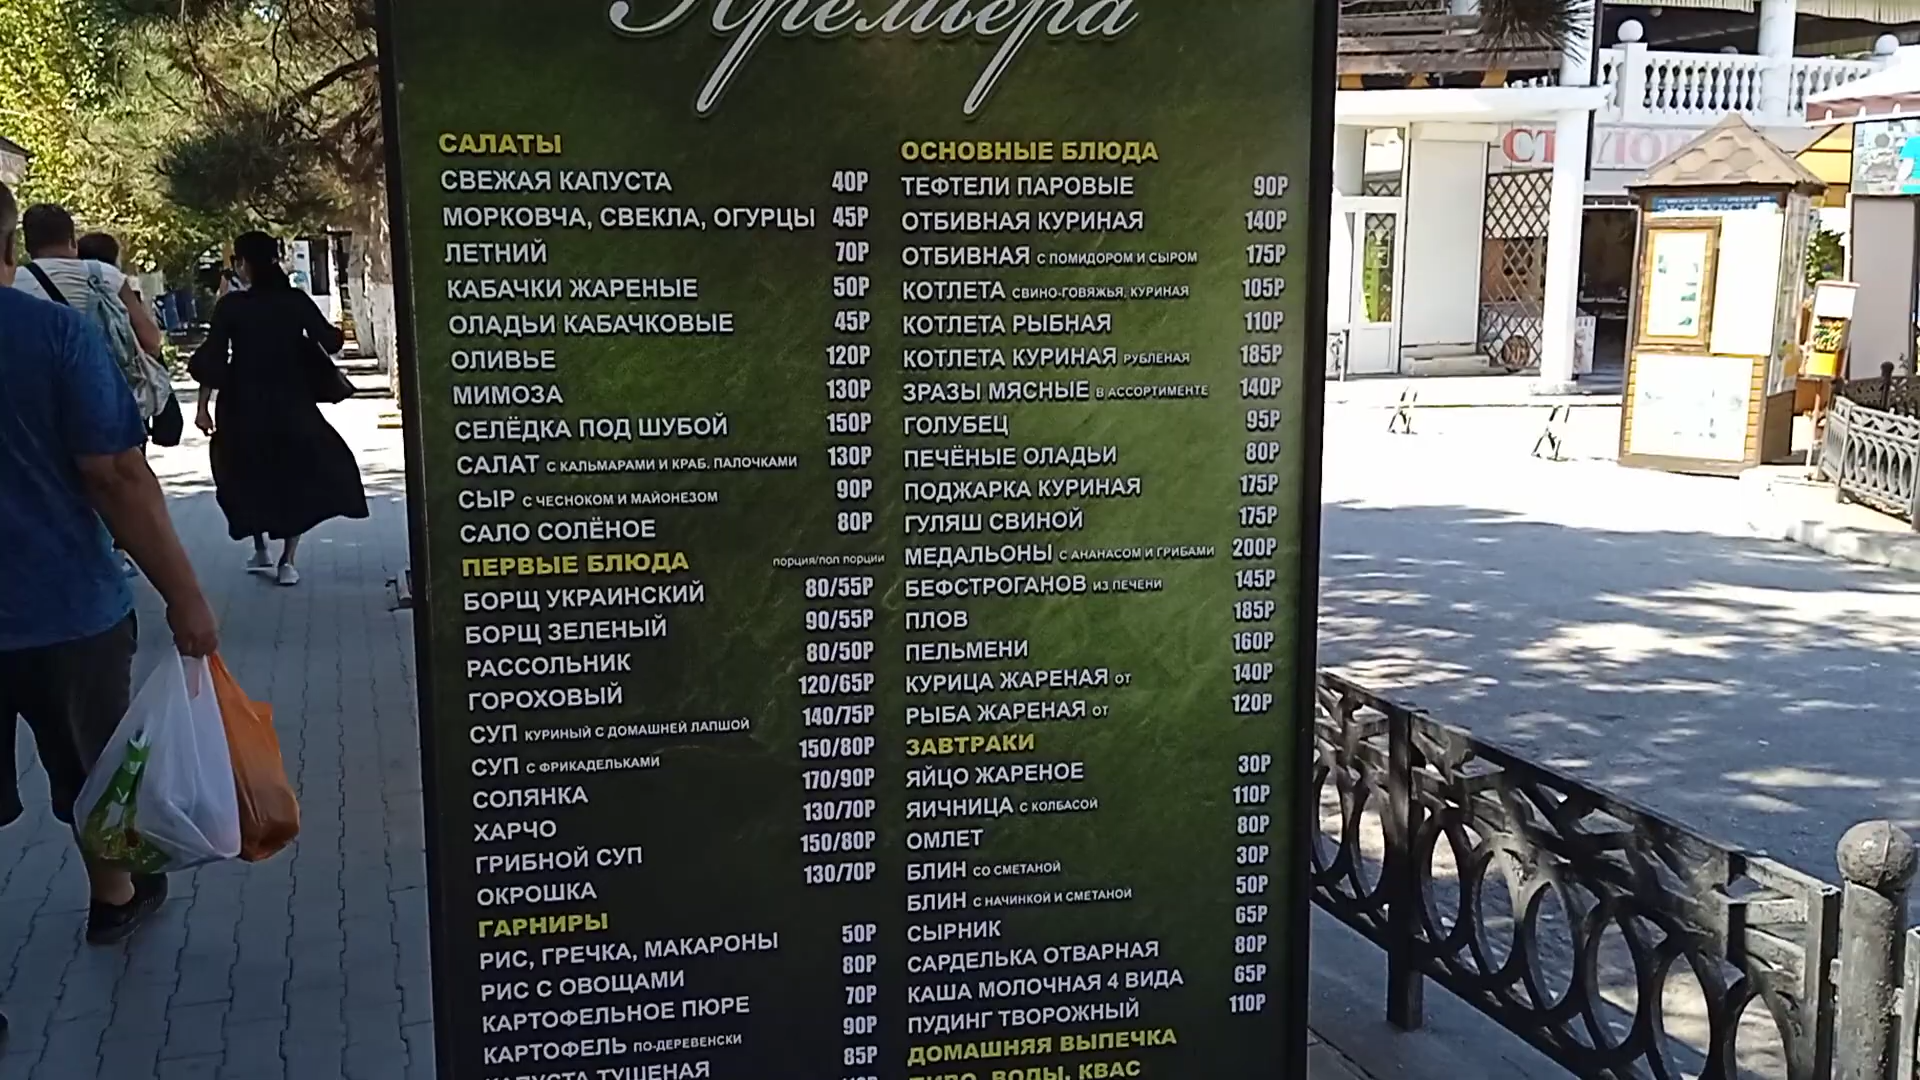 Премьера
САЛАТЫ
СВЕЖАЯ КАПУСТА 40Р
МОРКОВЧА, СВЕКЛА, ОГУРЦЫ 45Р
ЛЕТНИЙ 70Р
КАБАЧКИ ЖАРЕНЫЕ 50Р
ОЛАДЬИ КАБАЧКОВЫЕ 45Р
ОЛИВЬЕ 120Р
МИМОЗА 130Р
СЕЛЁДКА ПОД ШУБОЙ 150Р
САЛАТ С КАЛЬМАРАМИ И КРАБ. ПАЛОЧКАМИ 130Р
СЫР С ЧЕСНОКОМ И МАЙОНЕЗОМ 90Р
САЛО СОЛЁНОЕ 80Р
ПЕРВЫЕ БЛЮДА порция/пол порции
БОРЩ УКРАИНСКИЙ 80/55Р
БОРЩ ЗЕЛЕНЫЙ 90/55Р
РАССОЛЬНИК 80/50Р
ГОРОХОВЫЙ 120/65Р
СУП КУРИНЫЙ С ДОМАШНЕЙ ЛАПШОЙ 140/75Р
СУП С ФРИКАДЕЛЬКАМИ 150/80Р
СОЛЯНКА 170/90Р
ХАРЧО 130/70Р
ГРИБНОЙ СУП 150/80Р
ОКРОШКА 130/70Р
ГАРНИРЫ
РИС, ГРЕЧКА, МАКАРОНЫ 50Р
РИС С ОВОЩАМИ 80Р
КАРТОФЕЛЬНОЕ ПЮРЕ 70Р
КАРТОФЕЛЬ ПО-ДЕРЕВЕНСКИ 90Р
КАПУСТА ТУШЕНАЯ 85Р
ОСНОВНЫЕ БЛЮДА
ТЕФТЕЛИ ПАРОВЫЕ 90Р
ОТБИВНАЯ КУРИНАЯ 140Р
ОТБИВНАЯ С ПОМИДОРОМ И СЫРОМ 175Р
КОТЛЕТА СВИНО-ГОВЯЖЬЯ, КУРИНАЯ 105Р
КОТЛЕТА РЫБНАЯ 110Р
КОТЛЕТА КУРИНАЯ РУБЛЕНАЯ 185Р
ЗРАЗЫ МЯСНЫЕ В АССОРТИМЕНТЕ 140Р
ГОЛУБЕЦ 95Р
ПЕЧЁНЫЕ ОЛАДЬИ 80Р
ПОДЖАРКА КУРИНАЯ 175Р
ГУЛЯШ СВИНОЙ 175Р
МЕДАЛЬОНЫ С АНАНАСОМ И ГРИБАМИ 200Р
БЕФСТРОГАНОВ ИЗ ПЕЧЕНИ 145Р
ПЛОВ 185Р
ПЕЛЬМЕНИ 160Р
КУРИЦА ЖАРЕНАЯ ОТ 140Р
РЫБА ЖАРЕНАЯ ОТ 120Р
ЗАВТРАКИ
ЯЙЦО ЖАРЕНОЕ 30Р
ЯИЧНИЦА С КОЛБАСОЙ 110Р
ОМЛЕТ 80Р
БЛИН СО СМЕТАНОЙ 30Р
БЛИН С НАЧИНКОЙ И СМЕТАНОЙ 50Р
СЫРНИК 65Р
САРДЕЛЬКА ОТВАРНАЯ 80Р
КАША МОЛОЧНАЯ 4 ВИДА 65Р
ПУДИНГ ТВОРОЖНЫЙ 110Р
ДОМАШНЯЯ ВЫПЕЧКА
ПИВО, ВОДЫ, КВАС